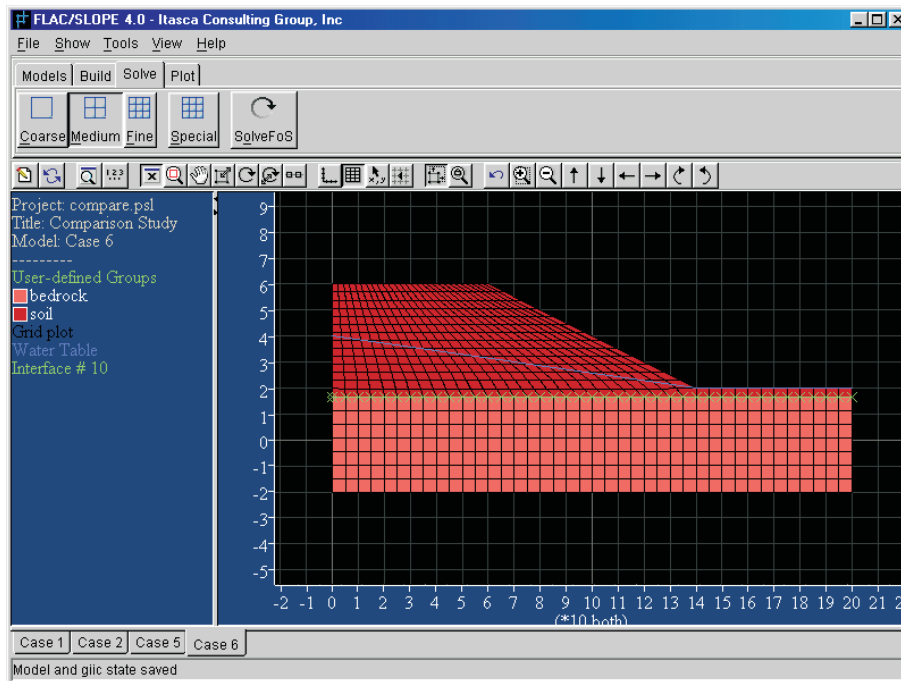 FLAC/SLOPE 4.0 - Itasca Consulting Group, Inc
File Show Tools View Help
Models Build Solve Plot
Coarse Medium Fine Special SolveFoS
1 2 3
Project: compare.psl
Title: Comparison Study
Model: Case 6
---------
User-defined Groups
bedrock
soil
Grid plot
Water Table
Interface # 10
9
8
7
6
5
4
3
2
1
0
-1
-2
-3
-4
-5
-2 -1 0 1 2 3 4 5 6 7 8 9 10 11 12 13 14 15 16 17 18 19 20 21 2
(*10 both)
Case 1 Case 2 Case 5 Case 6
Model and giic state saved